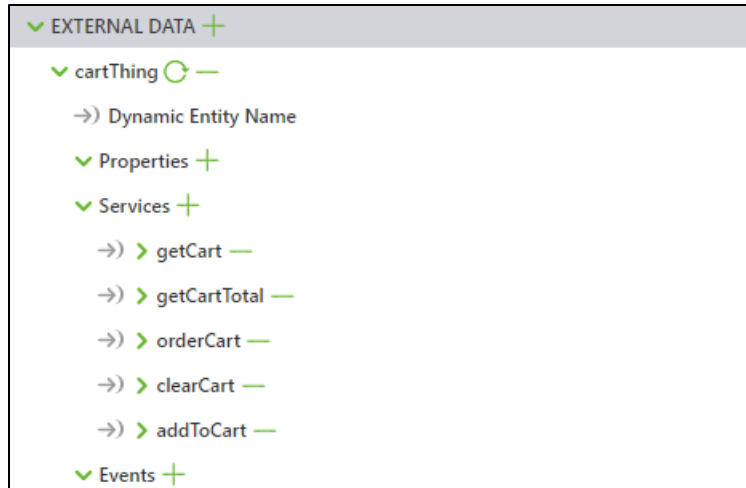 EXTERNAL DATA
cartThing
Dynamic Entity Name
Properties
Services
getCart
getCartTotal
orderCart
clearCart
addToCart
Events